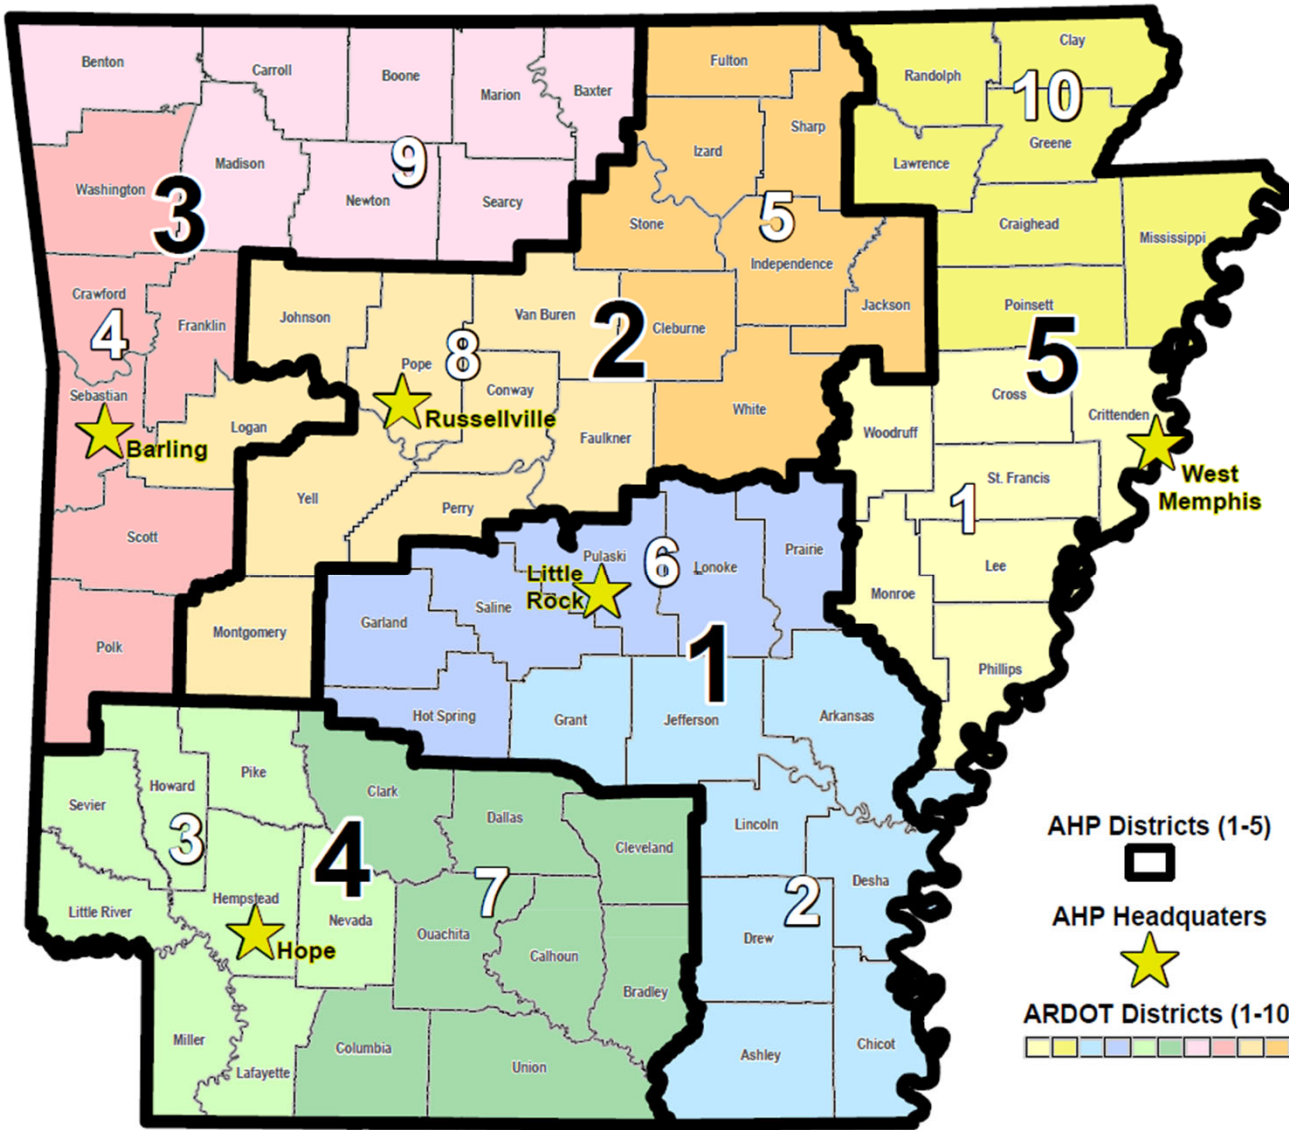 Benton
Carroll
Boone
Marion
Baxter
Fulton
Randolph
Clay
10
Sharp
Izard
Lawrence
Greene
Washington
Madison
9
Newton
Searcy
3
Stone
5
Craighead
Mississippi
Independence
Crawford
Franklin
4
Johnson
Van Buren
2
Cleburne
Jackson
Poinsett
5
Pope
8
Conway
Sebastian
Russellville
Barling
Logan
Faulkner
White
Woodruff
Cross
Crittenden
West
Memphis
St. Francis
1
Yell
Perry
Scott
Pulaski
6
Lonoke
Prairie
Little
Rock
Saline
Garland
Monroe
Lee
Polk
Montgomery
1
Phillips
Hot Spring
Grant
Jefferson
Arkansas
Howard
Pike
Clark
Sevier
Dallas
3
4
Cleveland
Lincoln
AHP Districts (1-5)
Hempstead
Nevada
7
2
Desha
Little River
Hope
Ouachita
Calhoun
Drew
AHP Headquaters
Bradley
Miller
Lafayette
Columbia
Union
Ashley
Chicot
ARDOT Districts (1-10